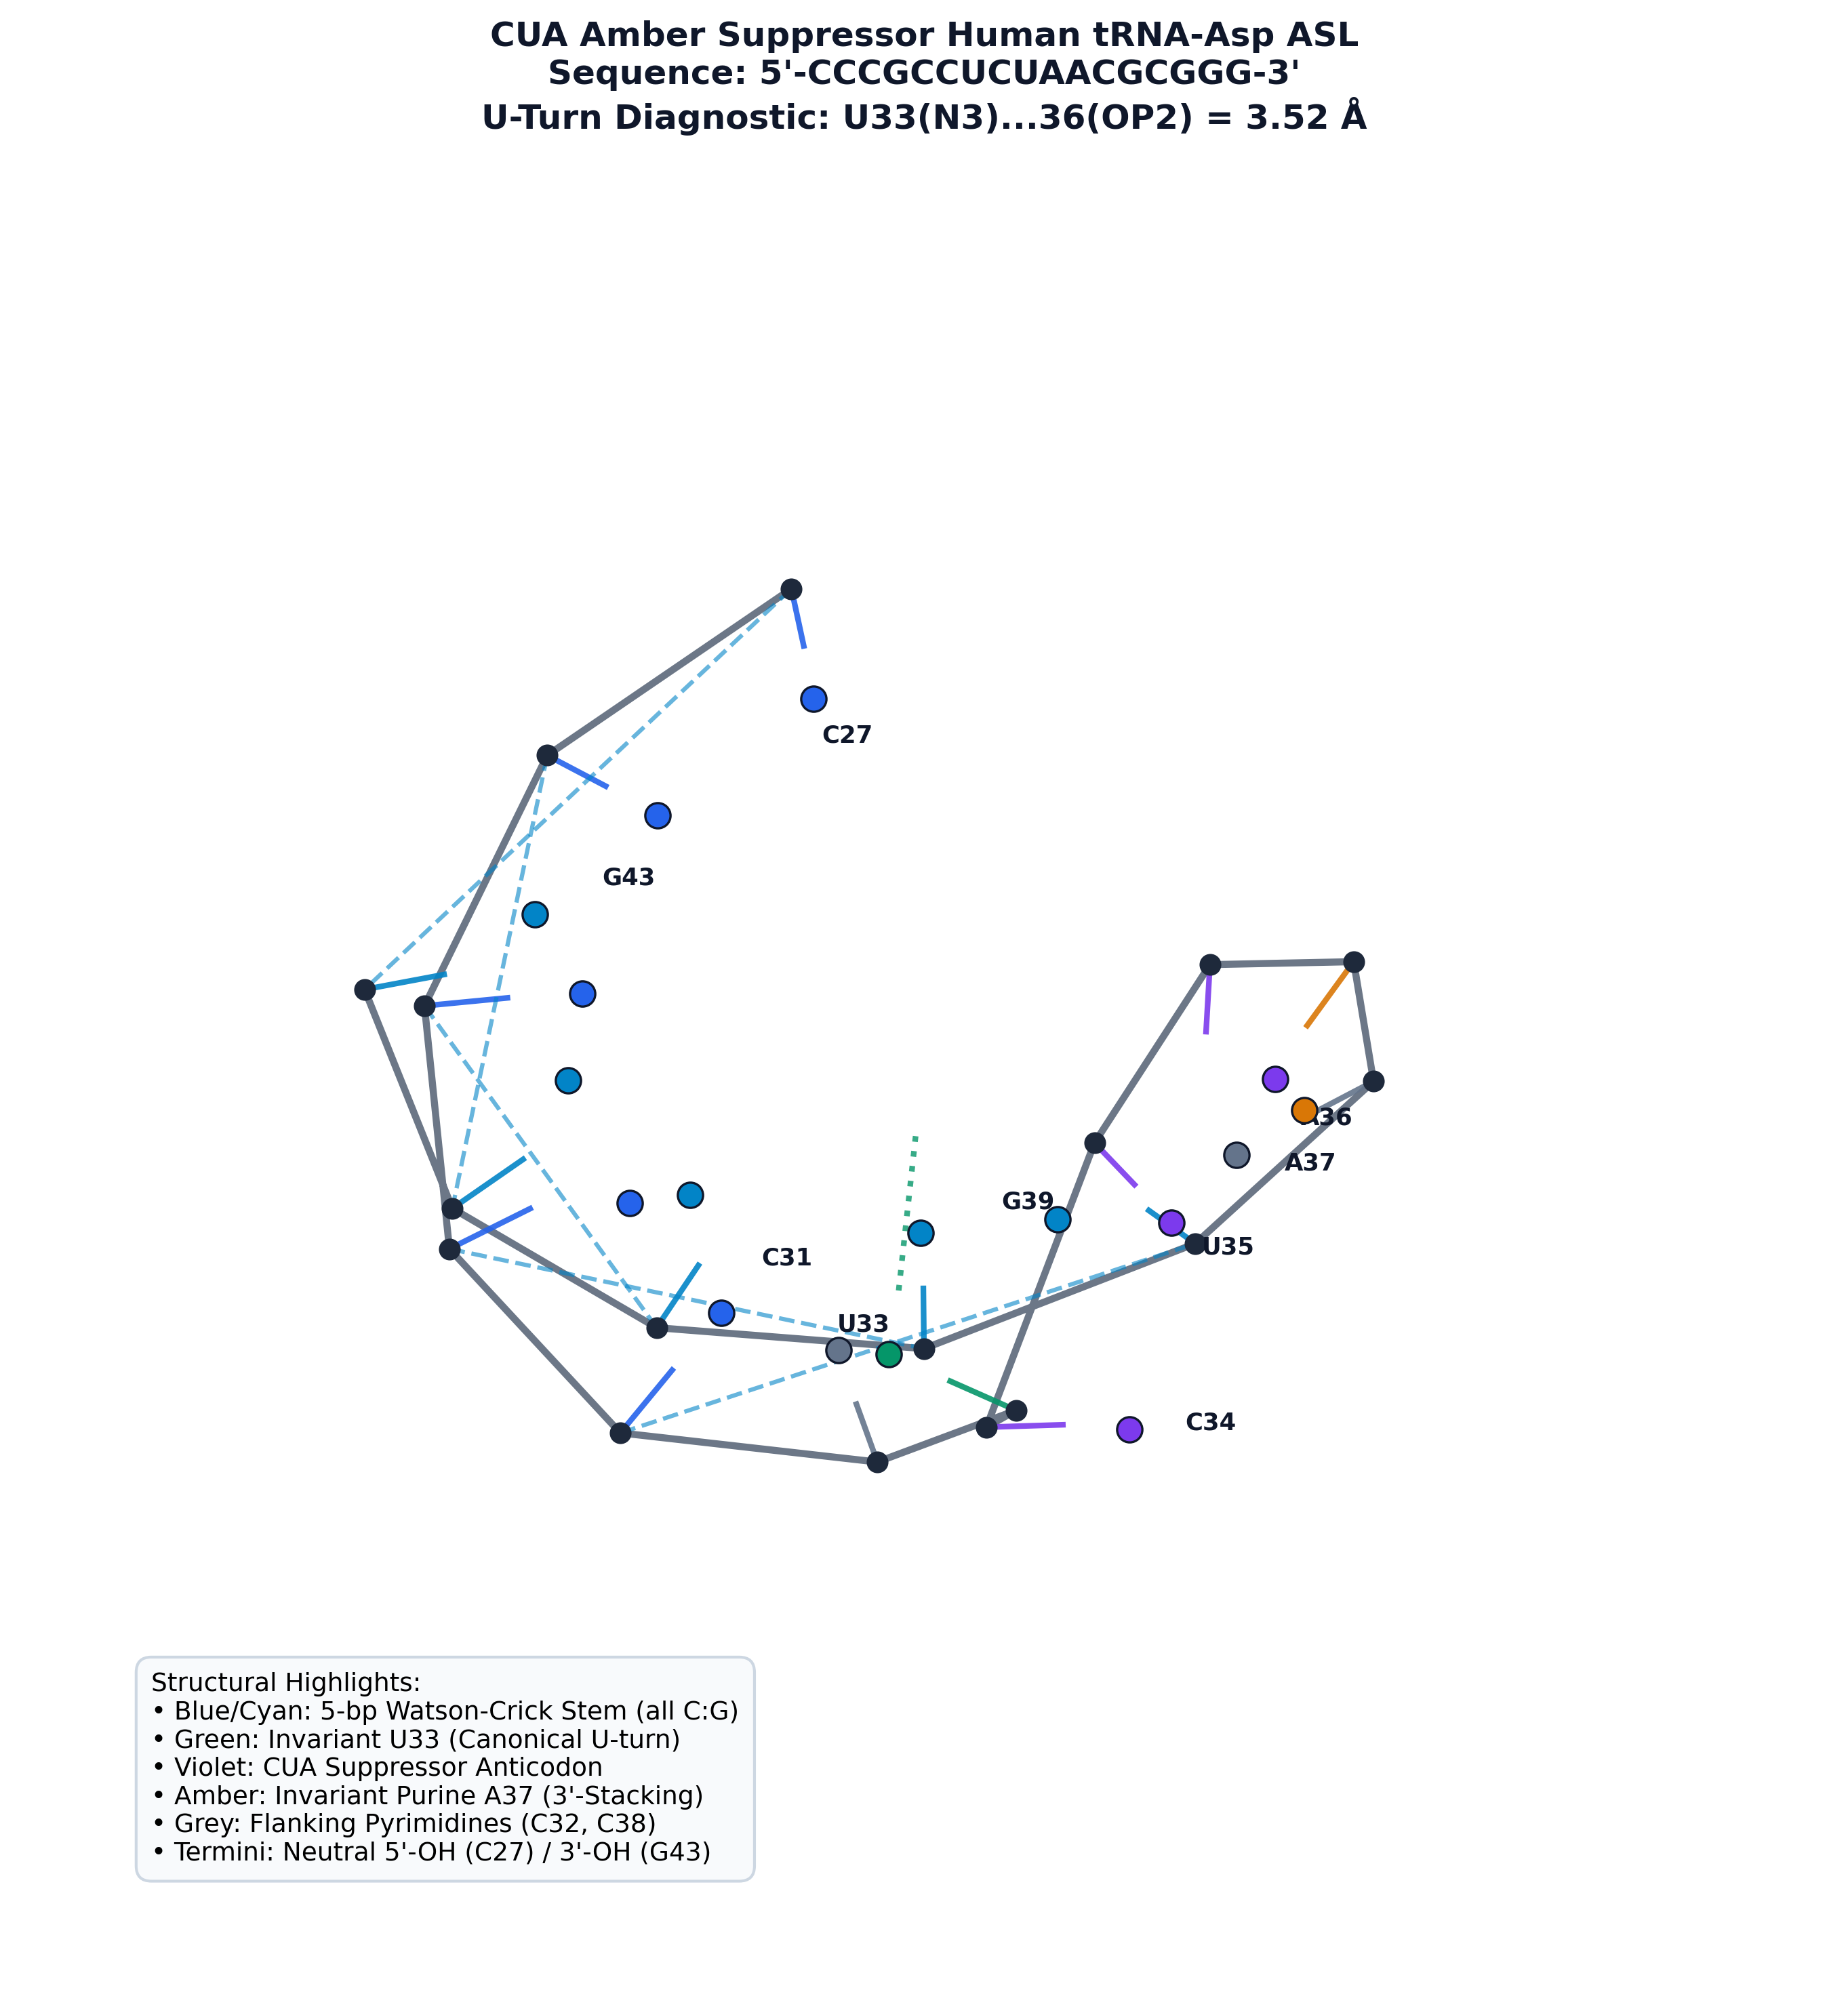 CUA Amber Suppressor Human tRNA-Asp ASL
Sequence: 5'-CCCGCCUCUAACGCGGG-3'
U-Turn Diagnostic: U33(N3)...36(OP2) = 3.52 Å
C27
G43
A36
A37
G39
U35
C31
U33
C34
Structural Highlights:
• Blue/Cyan: 5-bp Watson-Crick Stem (all C:G)
• Green: Invariant U33 (Canonical U-turn)
• Violet: CUA Suppressor Anticodon
• Amber: Invariant Purine A37 (3'-Stacking)
• Grey: Flanking Pyrimidines (C32, C38)
• Termini: Neutral 5'-OH (C27) / 3'-OH (G43)